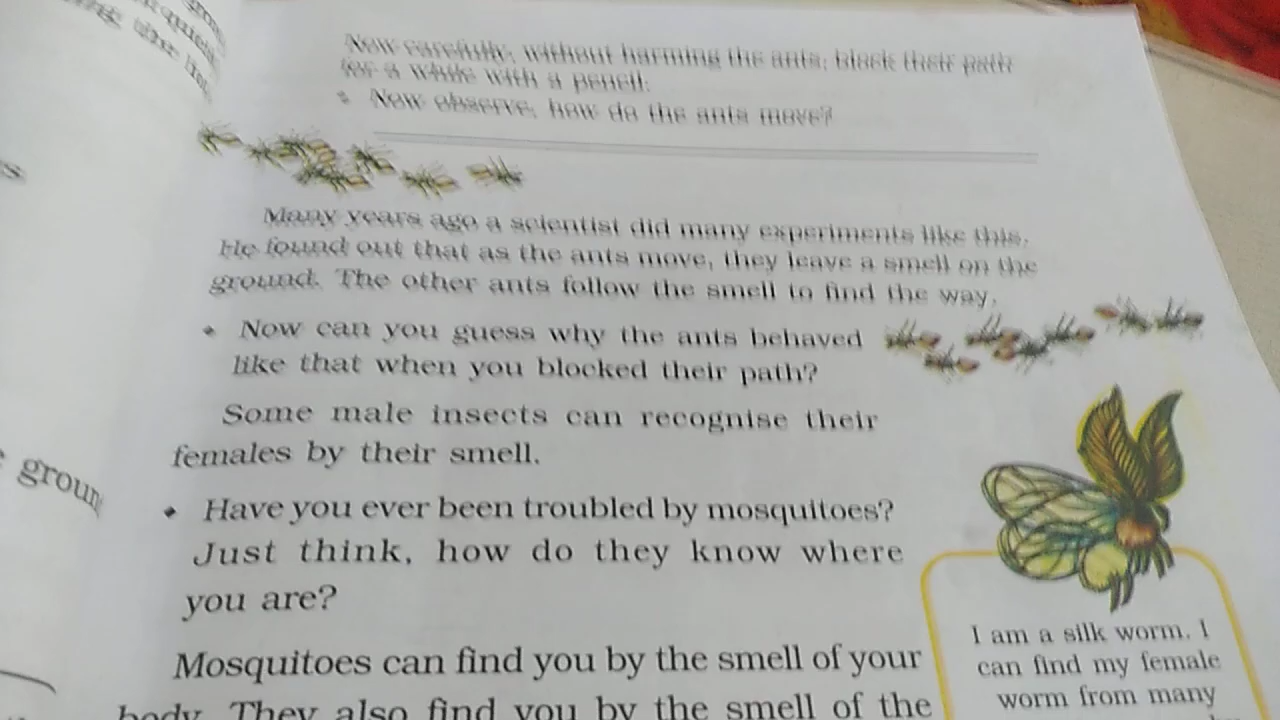 Now carefully, without harming the ants, block their path
for a while with a pencil.
• Now observe, how do the ants move?
Many years ago a scientist did many experiments like this.
He found out that as the ants move, they leave a smell on the
ground. The other ants follow the smell to find the way.
• Now can you guess why the ants behaved
like that when you blocked their path?
Some male insects can recognise their
females by their smell.
• Have you ever been troubled by mosquitoes?
Just think, how do they know where
you are?
Mosquitoes can find you by the smell of your
body. They also find you by the smell of the
I am a silk worm. I
can find my female
worm from many